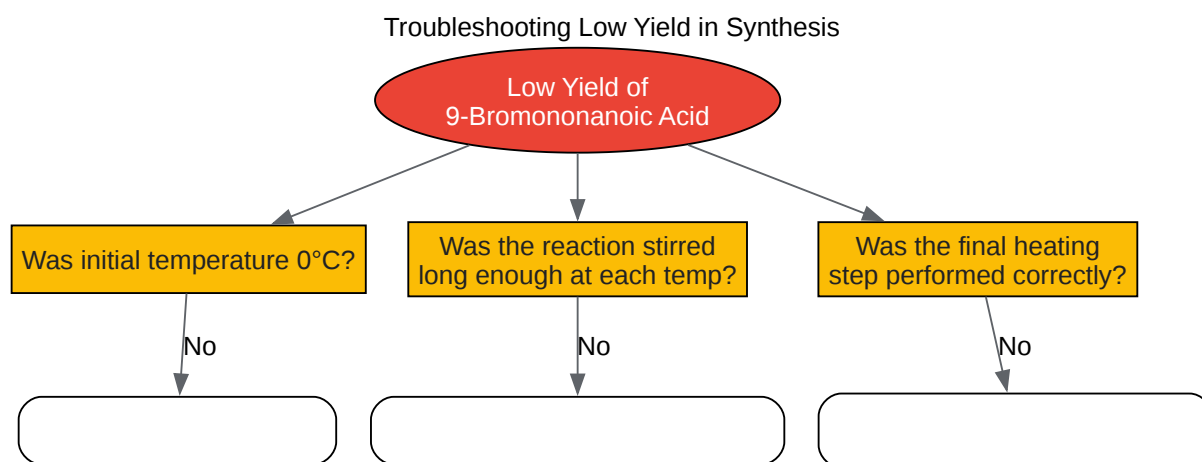 Troubleshooting Low Yield in Synthesis
Low Yield of
9-Bromononanoic Acid
Was initial temperature 0°C?
Was the reaction stirred
long enough at each temp?
Was the final heating
step performed correctly?
No
No
No